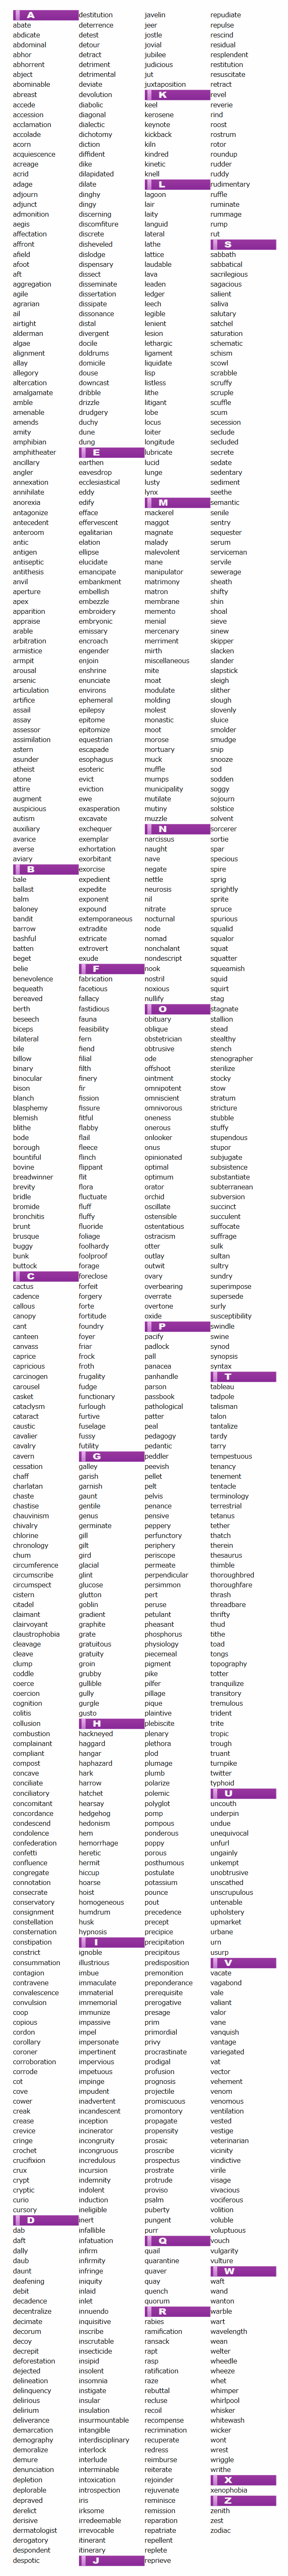 A
abate
abdicate
abdominal
abhor
abhorrent
abject
abominable
abreast
accede
accession
acclamation
accolade
acorn
acquiescence
acreage
acrid
adage
adjourn
adjunct
admonition
aegis
affectation
affront
afield
afoot
aft
aggregation
agile
agrarian
ail
airtight
alderman
algae
alignment
allay
allegory
altercation
amalgamate
amble
amenable
amends
amity
amphibian
amphitheater
ancillary
angler
annexation
annihilate
anorexia
antagonize
antecedent
anteroom
antic
antigen
antiseptic
antithesis
anvil
aperture
apex
apparition
appraise
arable
arbitration
armistice
armpit
arousal
arsenic
articulation
artifice
assail
assay
assessor
assimilation
astern
asunder
atheist
atone
attire
augment
auspicious
autism
auxiliary
avarice
averse
aviary
B
bale
ballast
balm
baloney
bandit
barrow
bashful
batten
beget
belie
benevolence
bequeath
bereaved
berth
beseech
biceps
bilateral
bile
billow
binary
binocular
bison
blanch
blasphemy
blemish
blithe
bode
borough
bountiful
bovine
breadwinner
brevity
bridle
bromide
bronchitis
brunt
brusque
buggy
bunk
buttock
C
cactus
cadence
callous
canopy
cant
canteen
canvass
caprice
capricious
carcinogen
carousel
casket
cataclysm
cataract
caustic
cavalier
cavalry
cavern
cessation
chaff
charlatan
chaste
chastise
chauvinism
chivalry
chlorine
chronology
chum
circumference
circumscribe
circumspect
cistern
citadel
claimant
clairvoyant
claustrophobia
cleavage
cleave
clump
coddle
coerce
coercion
cognition
colitis
collusion
combustion
complainant
compliant
compost
concave
conciliate
conciliatory
concomitant
concordance
condescend
condolence
confederation
confetti
confluence
congregate
connotation
consecrate
conservatory
consignment
constellation
consternation
constipation
constrict
consummation
contagion
contravene
convalescence
convulsion
coop
copious
cordon
corollary
coroner
corroboration
corrode
cot
cove
cower
creak
crease
crevice
cringe
crochet
crucifixion
crux
crypt
cryptic
curio
cursory
D
dab
daft
dally
daub
daunt
deafening
debit
decadence
decentralize
decimate
decorum
decoy
decrepit
deforestation
dejected
delineation
delinquency
delirious
delirium
deliverance
demarcation
demography
demoralize
demure
denunciation
depletion
deplorable
depraved
derelict
derisive
dermatologist
derogatory
despondent
despotic
destitution
deterrence
detest
detour
detract
detriment
detrimental
deviate
devolution
diabolic
diagonal
dialectic
dichotomy
diction
diffident
dike
dilapidated
dilate
dinghy
dingy
discerning
discomfiture
discrete
disheveled
dislodge
dispensary
dissect
disseminate
dissertation
dissipate
dissonance
distal
divergent
docile
doldrums
domicile
douse
downcast
dribble
drizzle
drudgery
duchy
dune
dung
E
earthen
eavesdrop
ecclesiastical
eddy
edify
efface
effervescent
egalitarian
elation
ellipse
elucidate
emancipate
embankment
embellish
embezzle
embroidery
embryonic
emissary
encroach
engender
enjoin
enshrine
enunciate
environs
ephemeral
epilepsy
epitome
epitomize
equestrian
escapade
esophagus
esoteric
evict
eviction
ewe
exasperation
excavate
exchequer
exemplar
exhortation
exorbitant
exorcise
expedient
expedite
exponent
expound
extemporaneous
extradite
extricate
extrovert
exude
F
fabrication
facetious
fallacy
fastidious
fauna
feasibility
fern
fiend
filial
filth
finery
fir
fission
fissure
fitful
flabby
flail
fleece
flinch
flippant
flit
flora
fluctuate
fluff
fluffy
fluoride
foliage
foolhardy
foolproof
forage
foreclose
forfeit
forgery
forte
fortitude
foundry
foyer
friar
frock
froth
frugality
fudge
functionary
furlough
furtive
fuselage
fussy
futility
G
galley
garish
garnish
gaunt
gentile
genus
germinate
gill
gilt
gird
glacial
glint
glucose
glutton
goblin
gradient
graphite
grate
gratuitous
gratuity
groin
grubby
gullible
gully
gurgle
gusto
H
hackneyed
haggard
hangar
haphazard
hark
harrow
hatchet
hearsay
hedgehog
hedonism
hem
hemorrhage
heretic
hermit
hiccup
hoarse
hoist
homogeneous
humdrum
husk
hypnosis
I
ignoble
illustrious
imbue
immaculate
immaterial
immemorial
immunize
impassive
impel
impersonate
impertinent
impervious
impetuous
impinge
impudent
inadvertent
incandescent
inception
incinerator
incongruity
incongruous
incredulous
incursion
indemnity
indolent
induction
ineligible
inert
infallible
infatuation
infirm
infirmity
infringe
iniquity
inlaid
inlet
innuendo
inquisitive
inscribe
inscrutable
insecticide
insipid
insolent
insomnia
instigate
insular
insulation
insurmountable
intangible
interdisciplinary
interlock
interlude
interminable
intoxication
introspection
iris
irksome
irredeemable
irrevocable
itinerant
itinerary
J
javelin
jeer
jostle
jovial
jubilee
judicious
jut
juxtaposition
K
keel
kerosene
keynote
kickback
kiln
kindred
kinetic
knell
L
lagoon
lair
laity
languid
lateral
lathe
lattice
laudable
lava
leaden
ledger
leech
legible
lenient
lesion
lethargic
ligament
liquidate
lisp
listless
lithe
litigant
lobe
locus
loiter
longitude
lubricate
lucid
lunge
lusty
lynx
M
mackerel
maggot
magnate
malady
malevolent
mane
manipulator
matrimony
matron
membrane
memento
menial
mercenary
merriment
mirth
miscellaneous
mite
moat
modulate
molding
molest
monastic
moot
morose
mortuary
muck
muffle
mumps
municipality
mutilate
mutiny
muzzle
N
narcissus
naught
nave
negate
nettle
neurosis
nil
nitrate
nocturnal
node
nomad
nonchalant
nondescript
nook
nostril
noxious
nullify
O
obituary
oblique
obstetrician
obtrusive
ode
offshoot
ointment
omnipotent
omniscient
omnivorous
oneness
onerous
onlooker
onus
opinionated
optimal
optimum
orator
orchid
oscillate
ostensible
ostentatious
ostracism
otter
outlay
outwit
ovary
overbearing
overrate
overtone
oxide
P
pacify
padlock
pall
panacea
panhandle
parson
passbook
pathological
patter
peal
pedagogy
pedantic
peddler
peevish
pellet
pelt
pelvis
penance
pensive
peppery
perfunctory
periphery
periscope
permeate
perpendicular
persimmon
pert
peruse
petulant
pheasant
phosphorus
physiology
piecemeal
pigment
pike
pilfer
pillage
pique
plaintive
plebiscite
plenary
plethora
plod
plumage
plumb
polarize
polemic
polyglot
pomp
pompous
ponderous
poppy
porous
posthumous
postulate
potassium
pounce
pout
precedence
precept
precipice
precipitation
precipitous
predisposition
premonition
preponderance
prerequisite
prerogative
presage
prim
primordial
privy
procrastinate
prodigal
profusion
prognosis
projectile
promiscuous
promontory
propagate
propensity
prosaic
proscribe
prospectus
prostrate
protrude
proviso
psalm
puberty
pungent
purr
Q
quail
quarantine
quaver
quay
quench
quorum
R
rabies
ramification
ransack
rapt
rasp
ratification
raze
rebuttal
recluse
recoil
recompense
recrimination
recuperate
redress
reimburse
reiterate
rejoinder
rejuvenate
reminisce
remission
reparation
repatriate
repellent
replete
reprieve
repudiate
repulse
rescind
residual
resplendent
restitution
resuscitate
retract
revel
reverie
rind
roost
rostrum
rotor
roundup
rudder
ruddy
rudimentary
ruffle
ruminate
rummage
rump
rut
S
sabbath
sabbatical
sacrilegious
sagacious
salient
saliva
salutary
satchel
saturation
schematic
schism
scowl
scrabble
scruffy
scruple
scuffle
scum
secession
seclude
secluded
secrete
sedate
sedentary
sediment
seethe
semantic
senile
sentry
sequester
serum
serviceman
servile
sewerage
sheath
shifty
shin
shoal
sieve
sinew
skipper
slacken
slander
slapstick
sleigh
slither
slough
slovenly
sluice
smolder
smudge
snip
snooze
sod
sodden
soggy
sojourn
solstice
solvent
sorcerer
sortie
spar
specious
spire
sprig
sprightly
sprite
spruce
spurious
squalid
squalor
squat
squatter
squeamish
squid
squirt
stag
stagnate
stallion
stead
stealthy
stench
stenographer
sterilize
stocky
stow
stratum
stricture
stubble
stuffy
stupendous
stupor
subjugate
subsistence
substantiate
subterranean
subversion
succinct
succulent
suffocate
suffrage
sulk
sultan
sultry
sundry
superimpose
supersede
surly
susceptibility
swindle
swine
synod
synopsis
syntax
T
tableau
tadpole
talisman
talon
tantalize
tardy
tarry
tempestuous
tenancy
tenement
tentacle
terminology
terrestrial
tetanus
tether
thatch
therein
thesaurus
thimble
thoroughbred
thoroughfare
thrash
threadbare
thrifty
thud
tithe
toad
tongs
topography
totter
tranquilize
transitory
tremulous
trident
trite
tropic
trough
truant
turnpike
twitter
typhoid
U
uncouth
underpin
undue
unequivocal
unfurl
ungainly
unkempt
unobtrusive
unscathed
unscrupulous
untenable
upholstery
upmarket
urbane
urn
usurp
V
vacate
vagabond
vale
valiant
valor
vane
vanquish
vantage
variegated
vat
vector
vehement
venom
venomous
ventilation
vested
vestige
veterinarian
vicinity
vindictive
virile
visage
vivacious
vociferous
volition
voluble
voluptuous
vouch
vulgarity
vulture
W
waft
wand
wanton
warble
wart
wavelength
wean
welter
wheedle
wheeze
whet
whimper
whirlpool
whisker
whitewash
wicker
wont
wrest
wriggle
writhe
X
xenophobia
Z
zenith
zest
zodiac